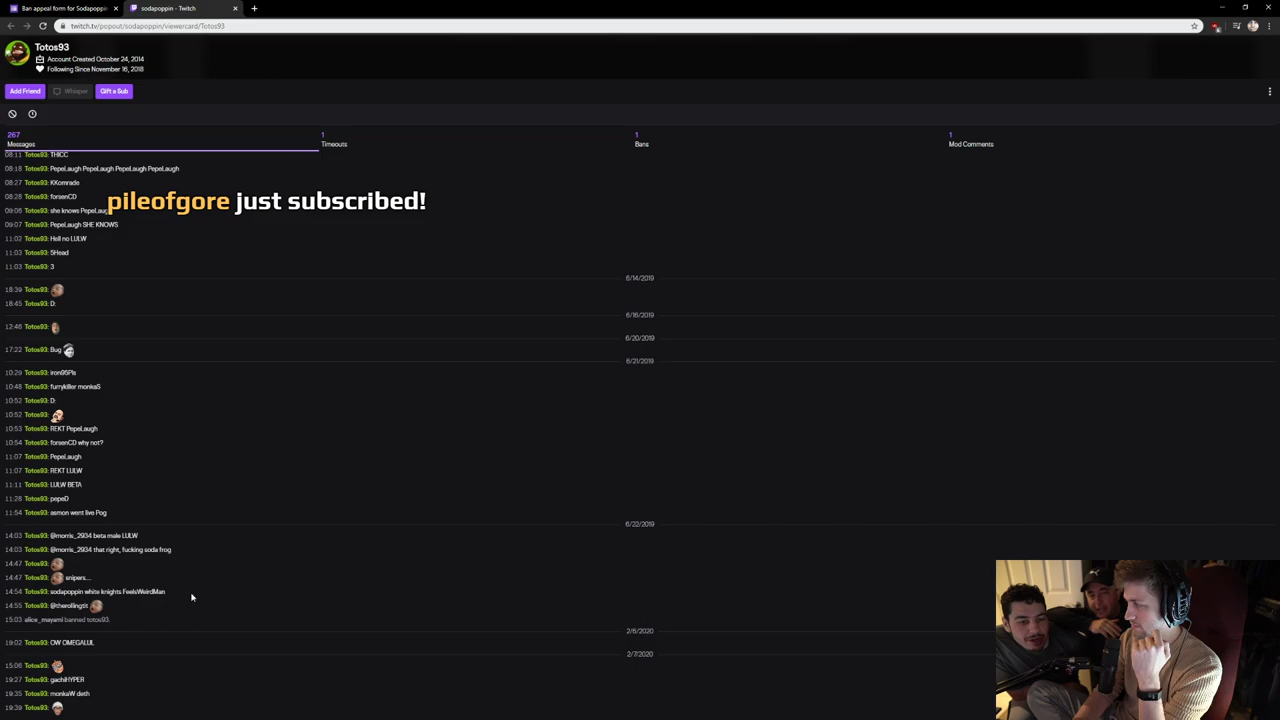 Ban appeal form for Sodapoppin
sodapoppin - Twitch
twitch.tv/popout/sodapoppin/viewercard/Totos93
Totos93
Account Created October 24, 2014
Following Since November 16, 2018
Add Friend
Whisper
Gift a Sub
267
Messages
1
Timeouts
1
Bans
1
Mod Comments
08:11 Totos93: THICC
08:18 Totos93: PepeLaugh PepeLaugh PepeLaugh PepeLaugh
08:27 Totos93: KKomrade
08:28 Totos93: forsenCD
pileofgore just subscribed!
09:06 Totos93: she knows PepeLaugh
09:07 Totos93: PepeLaugh SHE KNOWS
11:02 Totos93: Hell no LULW
11:03 Totos93: 5Head
11:03 Totos93: 3
6/14/2019
18:39 Totos93:
18:45 Totos93: D:
6/16/2019
12:46 Totos93:
6/20/2019
17:22 Totos93: Bug
6/21/2019
10:29 Totos93: iron95Pls
10:48 Totos93: furrykiller monkaS
10:52 Totos93: D:
10:52 Totos93:
10:53 Totos93: REKT PepeLaugh
10:54 Totos93: forsenCD why not?
11:07 Totos93: PepeLaugh
11:07 Totos93: REKT LULW
11:11 Totos93: LULW BETA
11:28 Totos93: pepeD
11:54 Totos93: asmon went live Pog
6/22/2019
14:03 Totos93: @morris_2934 beta male LULW
14:03 Totos93: @morris_2934 that right, fucking soda frog
14:47 Totos93:
14:47 Totos93: snipers...
14:54 Totos93: sodapoppin white knights FeelsWeirdMan
14:55 Totos93: @therollingtis
15:03 alice_mayami banned totos93.
2/6/2020
19:02 Totos93: OW OMEGALUL
2/7/2020
15:06 Totos93:
19:27 Totos93: gachiHYPER
19:35 Totos93: monkaW deth
19:39 Totos93: